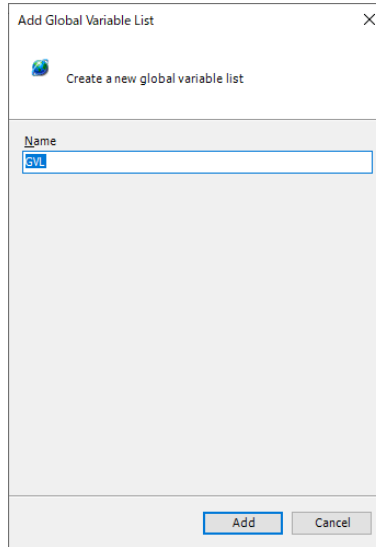 Add Global Variable List
Create a new global variable list
Name
GVL
Add
Cancel